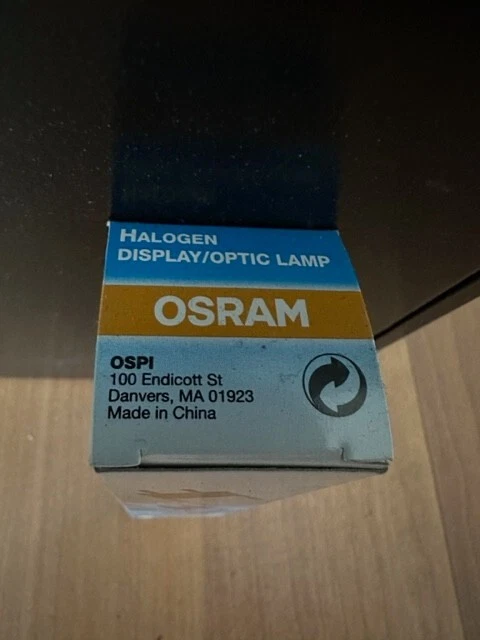 HALOGEN
DISPLAY/OPTIC LAMP
OSRAM
OSPI
100 Endicott St
Danvers, MA 01923
Made in China